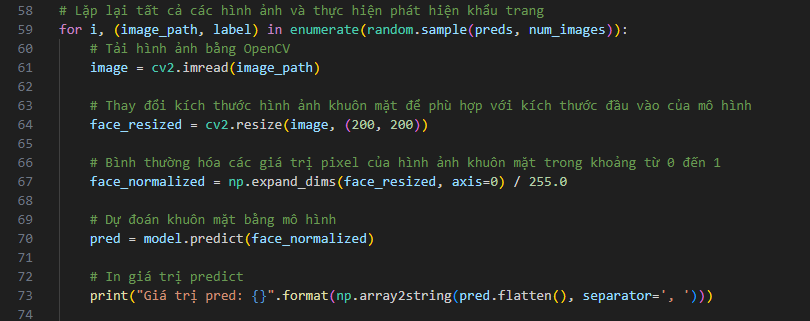 58 # Lặp lại tất cả các hình ảnh và thực hiện phát hiện khẩu trang
59 for i, (image_path, label) in enumerate(random.sample(preds, num_images)):
60     # Tải hình ảnh bằng OpenCV
61     image = cv2.imread(image_path)
62
63     # Thay đổi kích thước hình ảnh khuôn mặt để phù hợp với kích thước đầu vào của mô hình
64     face_resized = cv2.resize(image, (200, 200))
65
66     # Bình thường hóa các giá trị pixel của hình ảnh khuôn mặt trong khoảng từ 0 đến 1
67     face_normalized = np.expand_dims(face_resized, axis=0) / 255.0
68
69     # Dự đoán khuôn mặt bằng mô hình
70     pred = model.predict(face_normalized)
71
72     # In giá trị predict
73     print("Giá trị pred: {}".format(np.array2string(pred.flatten(), separator=', ')))
74